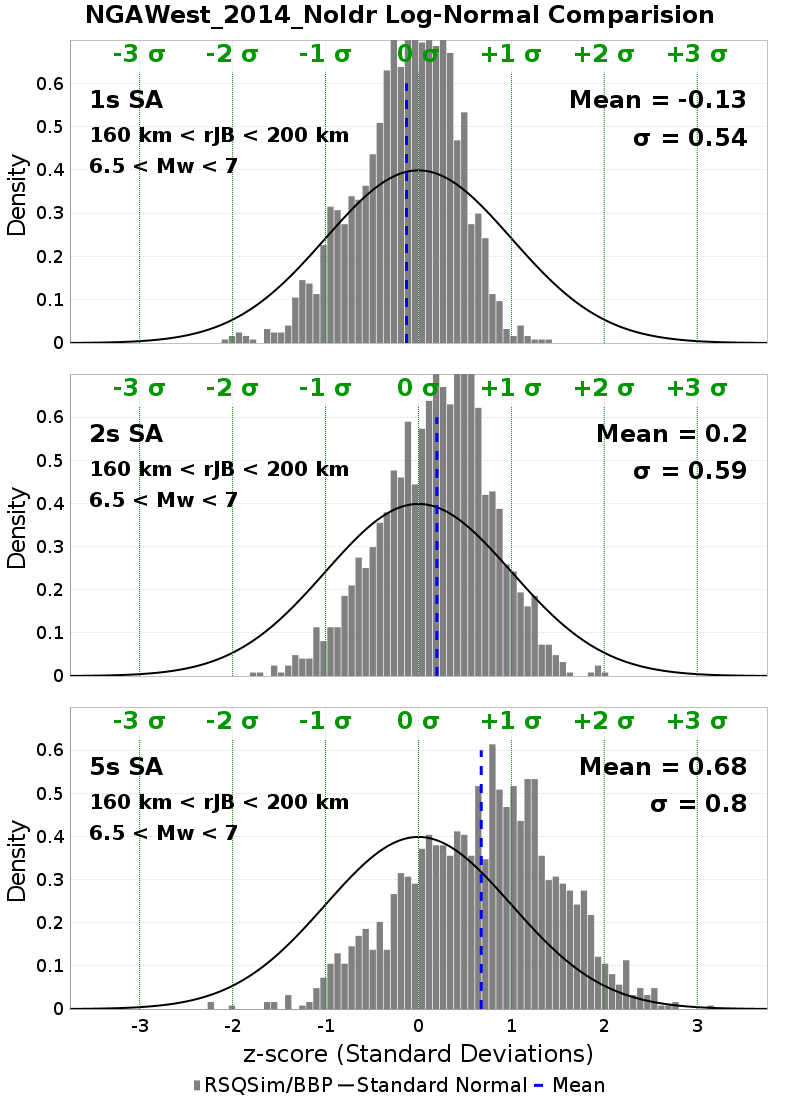 NGAWest_2014_NoIdr Log-Normal Comparision
-3 σ -2 σ -1 σ 0 σ +1 σ +2 σ +3 σ
1s SA
160 km < rJB < 200 km
6.5 < Mw < 7
Mean = -0.13
σ = 0.54
0.6
0.5
0.4
0.3
0.2
0.1
0
Density
-3 σ -2 σ -1 σ 0 σ +1 σ +2 σ +3 σ
2s SA
160 km < rJB < 200 km
6.5 < Mw < 7
Mean = 0.2
σ = 0.59
0.6
0.5
0.4
0.3
0.2
0.1
0
Density
-3 σ -2 σ -1 σ 0 σ +1 σ +2 σ +3 σ
5s SA
160 km < rJB < 200 km
6.5 < Mw < 7
Mean = 0.68
σ = 0.8
0.6
0.5
0.4
0.3
0.2
0.1
0
Density
-3 -2 -1 0 1 2 3
z-score (Standard Deviations)
RSQSim/BBP Standard Normal Mean